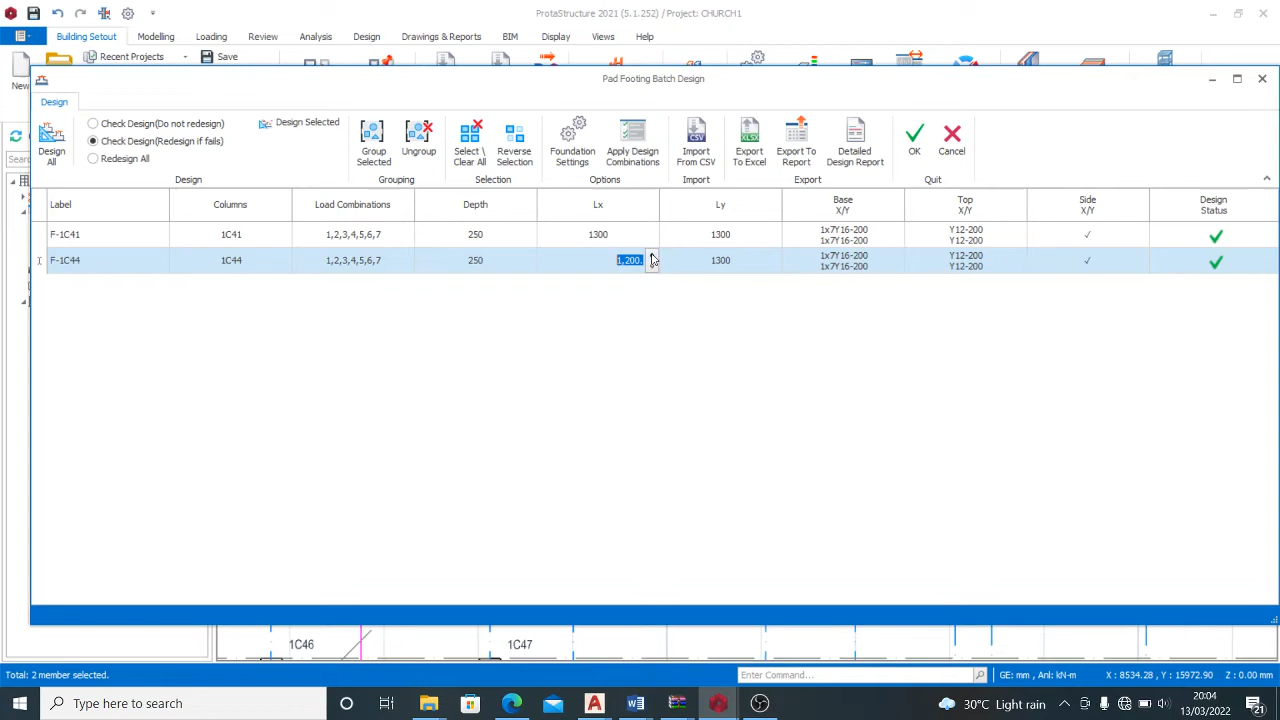 ProtaStructure 2021 (5.1.252) / Project: CHURCH1
Building Setout Modelling Loading Review Analysis Design Drawings & Reports BIM Display Views Help
New
Recent Projects
Save
Pad Footing Batch Design
Design
Design All
Check Design(Do not redesign)
Check Design(Redesign if fails)
Redesign All
Design Selected
Design
Group Selected
Ungroup
Grouping
Select \ Clear All
Reverse Selection
Selection
Foundation Settings
Apply Design Combinations
Options
Import From CSV
Import
Export To Excel
Export To Report
Detailed Design Report
Export
OK
Cancel
Quit
Label Columns Load Combinations Depth Lx Ly Base X/Y Top X/Y Side X/Y Design Status
F-1C41 1C41 1,2,3,4,5,6,7 250 1300 1300 1x7Y16-200 Y12-200 ✓
1x7Y16-200 Y12-200
F-1C44 1C44 1,2,3,4,5,6,7 250 1,200. 1300 1x7Y16-200 Y12-200 ✓
1x7Y16-200 Y12-200
1C46 1C47
Total: 2 member selected.
Enter Command...
GE: mm, Anl: kN-m
X : 8534.28 , Y : 15972.90
Z : 0.00 mm
Type here to search
30°C Light rain
20:04
13/03/2022
21